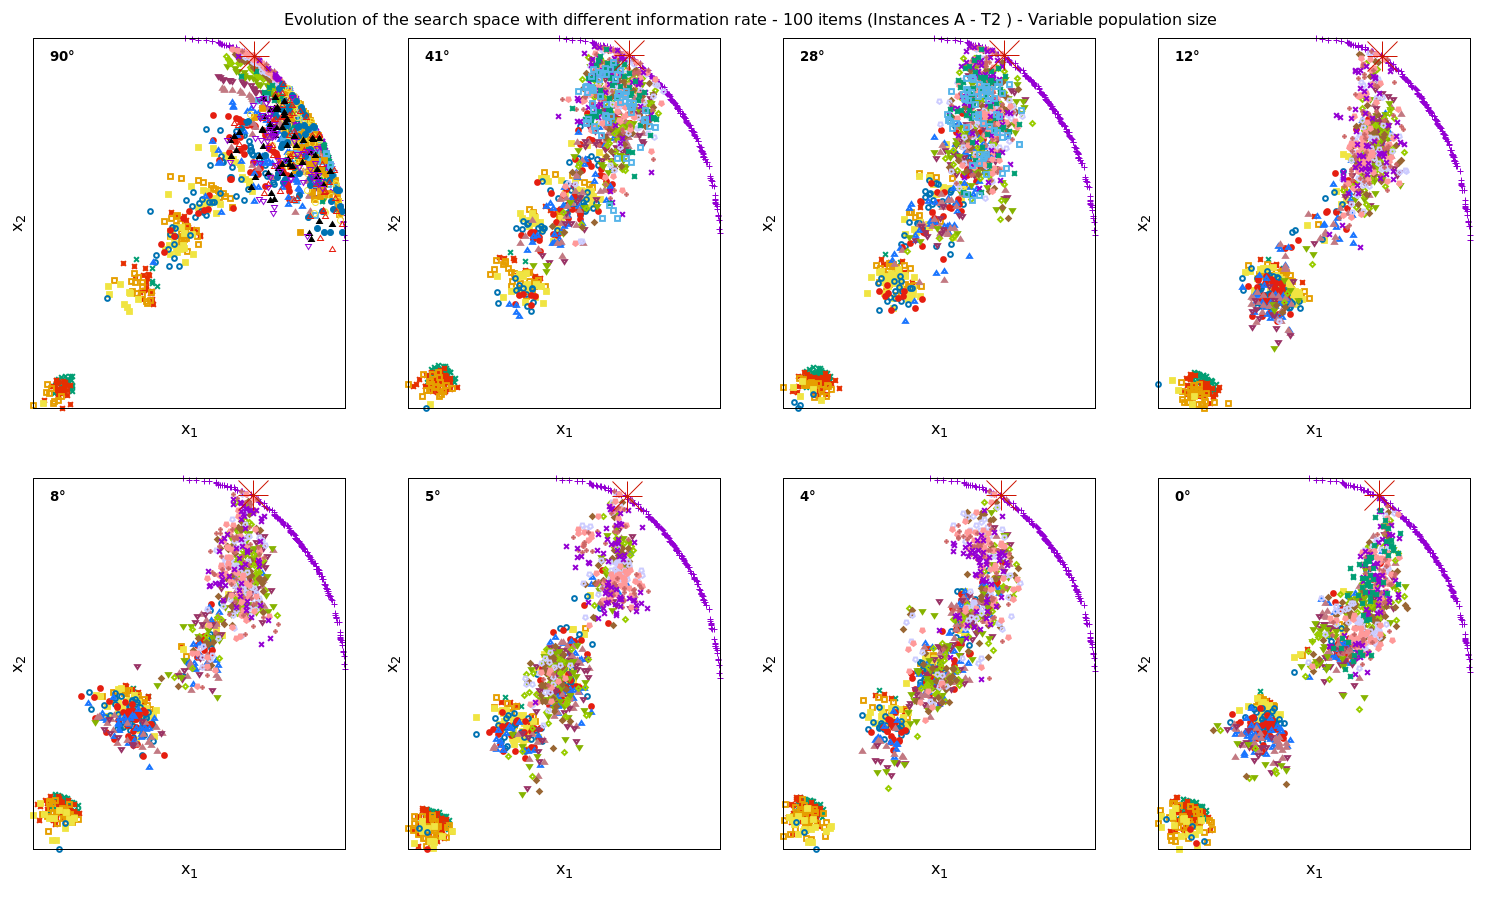 Evolution of the search space with different information rate - 100 items (Instances A - T2 ) - Variable population size
90°
41°
28°
12°
x2
x2
x2
x2
x1
x1
x1
x1
8°
5°
4°
0°
x2
x2
x2
x2
x1
x1
x1
x1